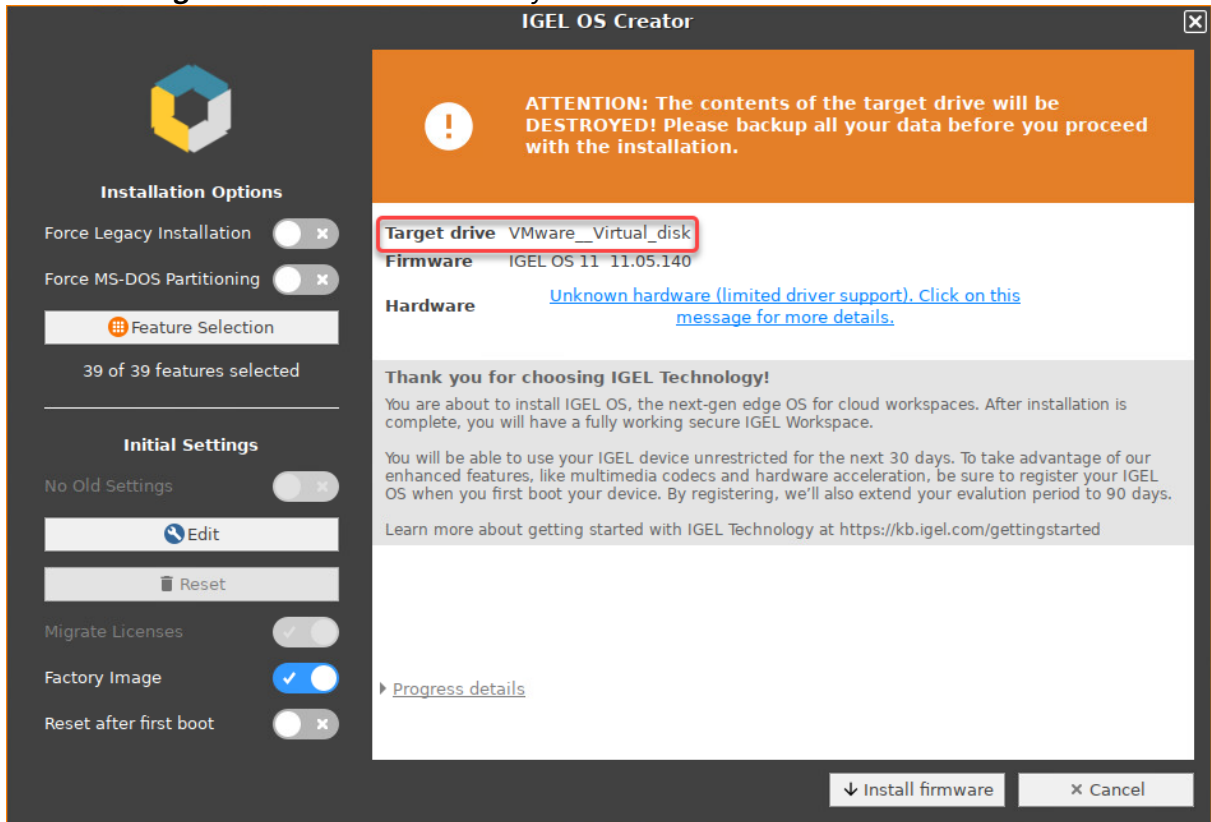 IGEL OS Creator
ATTENTION: The contents of the target drive will be
DESTROYED! Please backup all your data before you proceed
with the installation.
Installation Options
Force Legacy Installation
Force MS-DOS Partitioning
Feature Selection
39 of 39 features selected
Initial Settings
No Old Settings
Edit
Reset
Migrate Licenses
Factory Image
Reset after first boot
Target drive VMware__Virtual_disk
Firmware IGEL OS 11 11.05.140
Hardware Unknown hardware (limited driver support). Click on this
message for more details.
Thank you for choosing IGEL Technology!
You are about to install IGEL OS, the next-gen edge OS for cloud workspaces. After installation is
complete, you will have a fully working secure IGEL Workspace.
You will be able to use your IGEL device unrestricted for the next 30 days. To take advantage of our
enhanced features, like multimedia codecs and hardware acceleration, be sure to register your IGEL
OS when you first boot your device. By registering, we'll also extend your evalution period to 90 days.
Learn more about getting started with IGEL Technology at https://kb.igel.com/gettingstarted
Progress details
Install firmware
Cancel